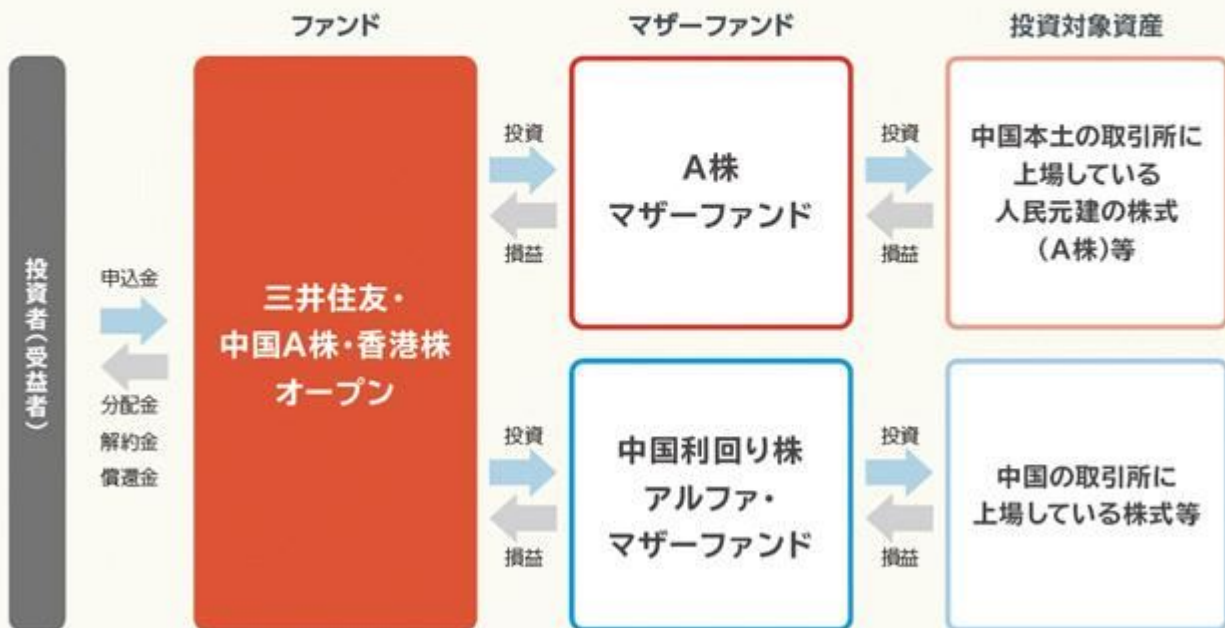 ファンド
マザーファンド
投資対象資産
投資者(受益者)
申込金
分配金
解約金
償還金
三井住友・
中国A株・香港株
オープン
投資
損益
A株
マザーファンド
投資
損益
中国本土の取引所に
上場している
人民元建の株式
(A株)等
投資
損益
中国利回り株
アルファ・
マザーファンド
投資
損益
中国の取引所に
上場している株式等